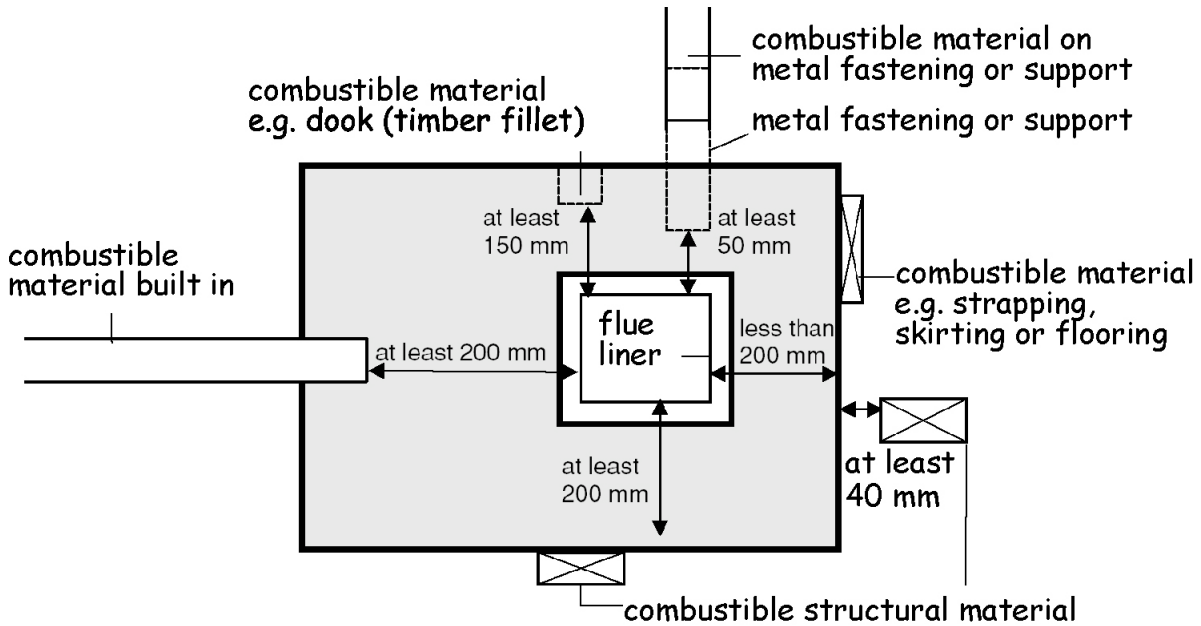 combustible material on
metal fastening or support
combustible material
e.g. dook (timber fillet)
metal fastening or support
at least
150 mm
at least
50 mm
combustible
material built in
combustible material
e.g. strapping,
skirting or flooring
flue
liner
less than
200 mm
at least 200 mm
at least
200 mm
at least
40 mm
combustible structural material